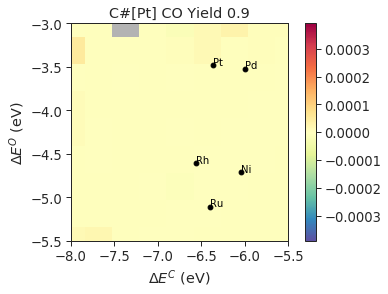 C#[Pt] CO Yield 0.9
−3.0
−3.5
−4.0
−4.5
−5.0
−5.5
ΔE^O (eV)
Pt
Pd
Rh
Ni
Ru
−8.0 −7.5 −7.0 −6.5 −6.0 −5.5
ΔE^C (eV)
0.0003
0.0002
0.0001
0.0000
−0.0001
−0.0002
−0.0003